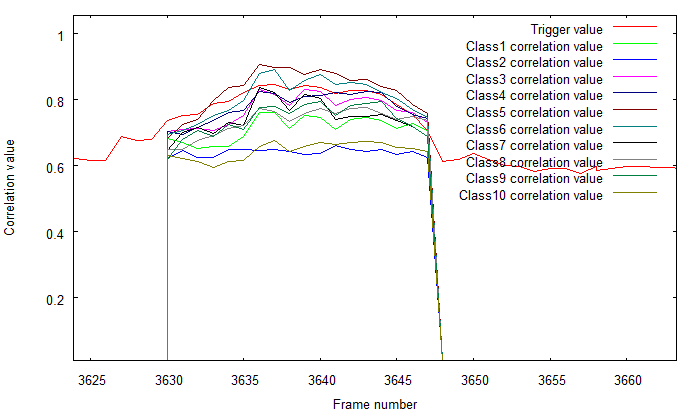 1
0.8
0.6
0.4
0.2
Correlation value
Trigger value
Class1 correlation value
Class2 correlation value
Class3 correlation value
Class4 correlation value
Class5 correlation value
Class6 correlation value
Class7 correlation value
Class8 correlation value
Class9 correlation value
Class10 correlation value
3625 3630 3635 3640 3645 3650 3655 3660
Frame number